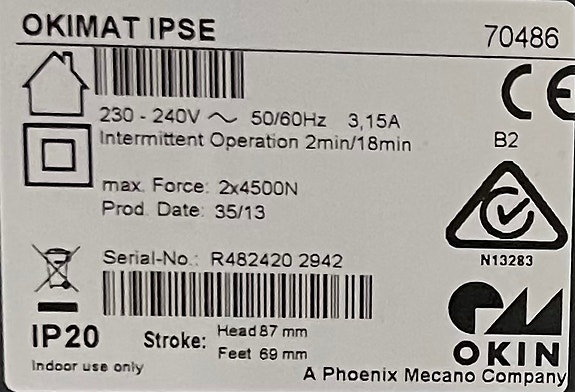 OKIMAT IPSE
70486
CE
230 - 240V ~ 50/60Hz 3,15A
Intermittent Operation 2min/18min
B2
max. Force: 2x4500N
Prod. Date: 35/13
N13283
Serial-No.: R482420 2942
IP20
Stroke: Head 87 mm
Feet 69 mm
OKIN
Indoor use only
A Phoenix Mecano Company